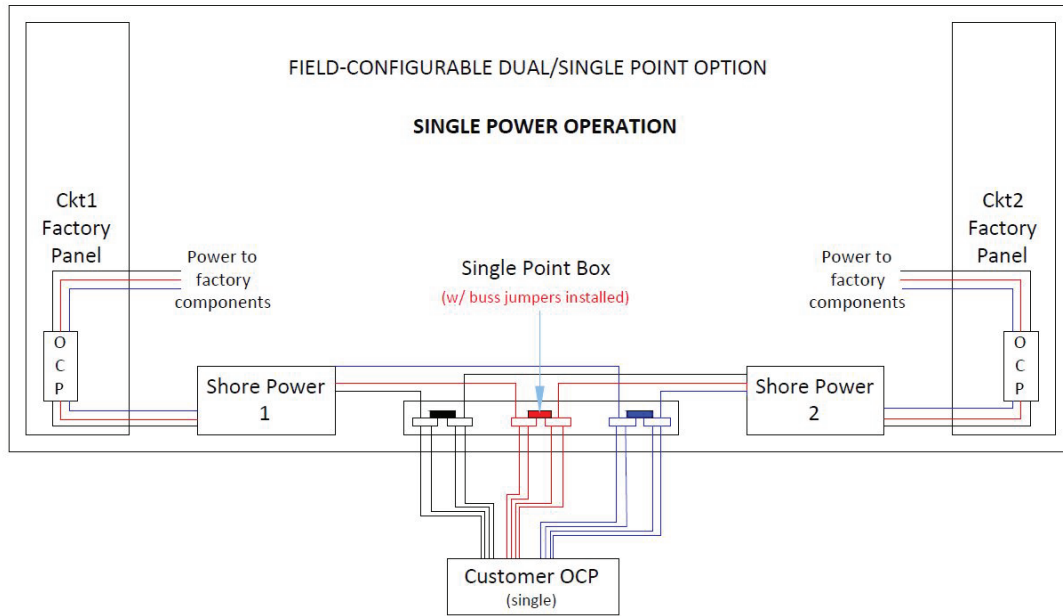 FIELD-CONFIGURABLE DUAL/SINGLE POINT OPTION
SINGLE POWER OPERATION
Ckt1
Factory
Panel
Power to
factory
components
O
C
P
Shore Power
1
Single Point Box
(w/ buss jumpers installed)
Ckt2
Factory
Panel
Power to
factory
components
O
C
P
Shore Power
2
Customer OCP
(single)